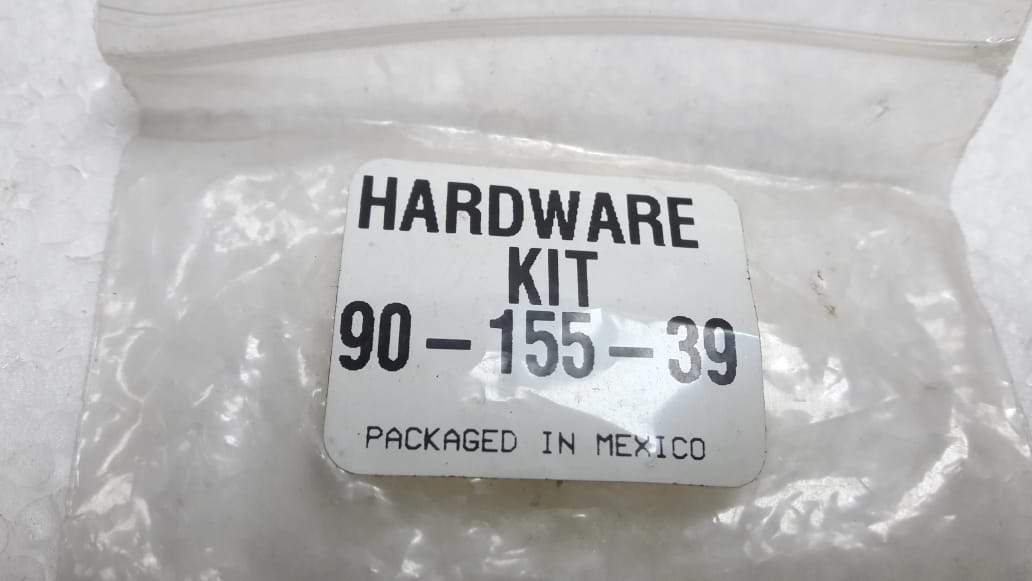 HARDWARE
KIT
90-155-39
PACKAGED IN MEXICO